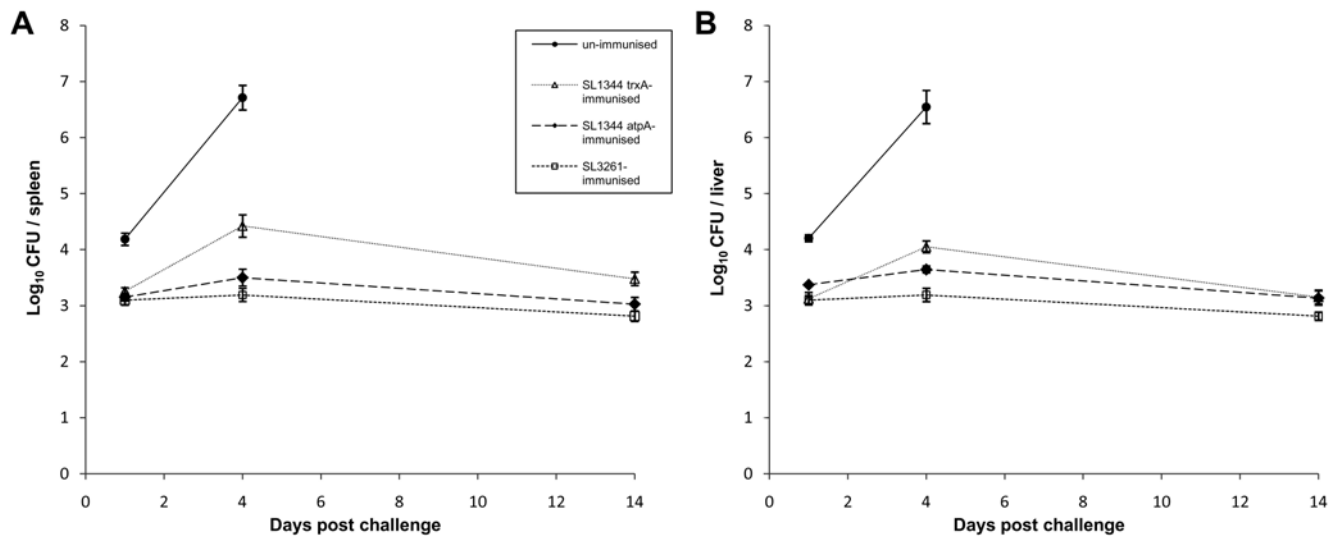 A
8
7
6
5
4
3
2
1
0
Log10 CFU / spleen
0 2 4 6 8 10 12 14
Days post challenge
un-immunised
SL1344 trxA-
immunised
SL1344 atpA-
immunised
SL3261-
immunised
B
8
7
6
5
4
3
2
1
0
Log10 CFU / liver
0 2 4 6 8 10 12 14
Days post challenge